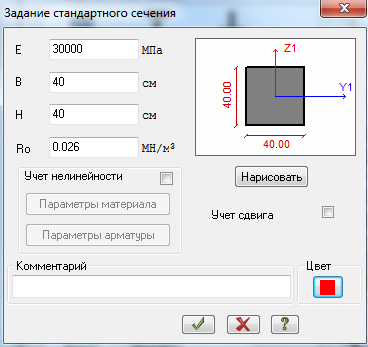 Задание стандартного сечения
E 30000 МПа
B 40 см
H 40 см
Ro 0.026 МН/м³
Z1
Y1
40.00
40.00
Учет нелинейности
Параметры материала
Параметры арматуры
Нарисовать
Учет сдвига
Комментарий
Цвет
?